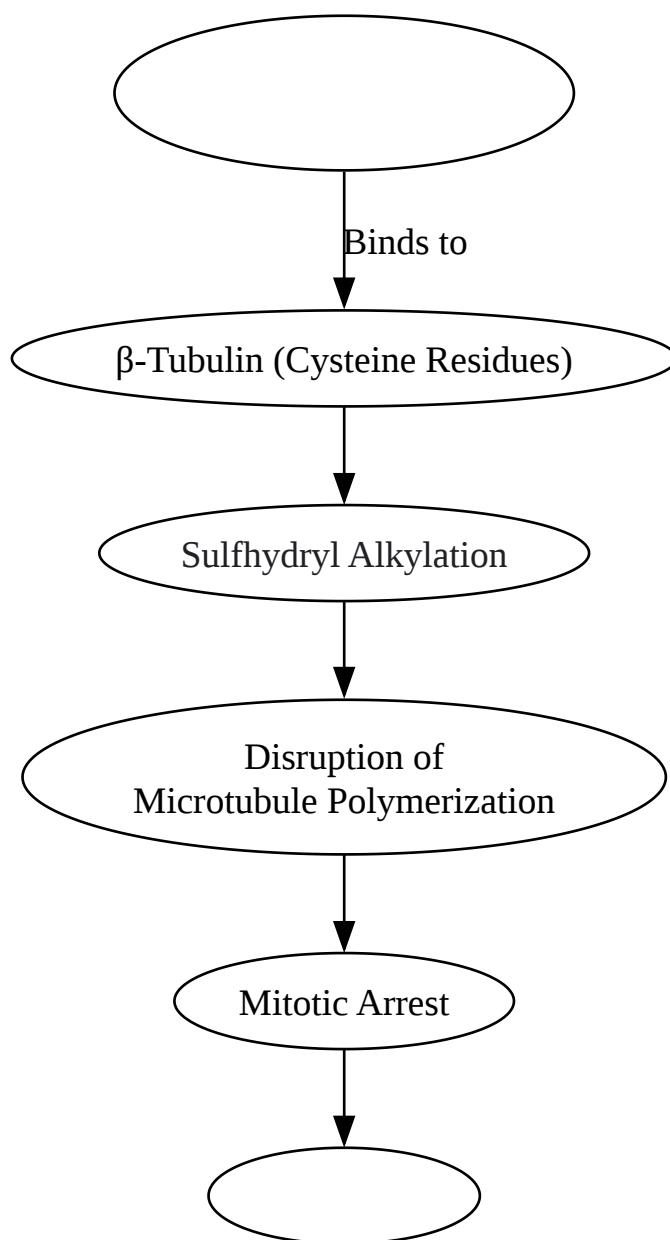 Binds to
β-Tubulin (Cysteine Residues)
Sulfhydryl Alkylation
Disruption of
Microtubule Polymerization
Mitotic Arrest